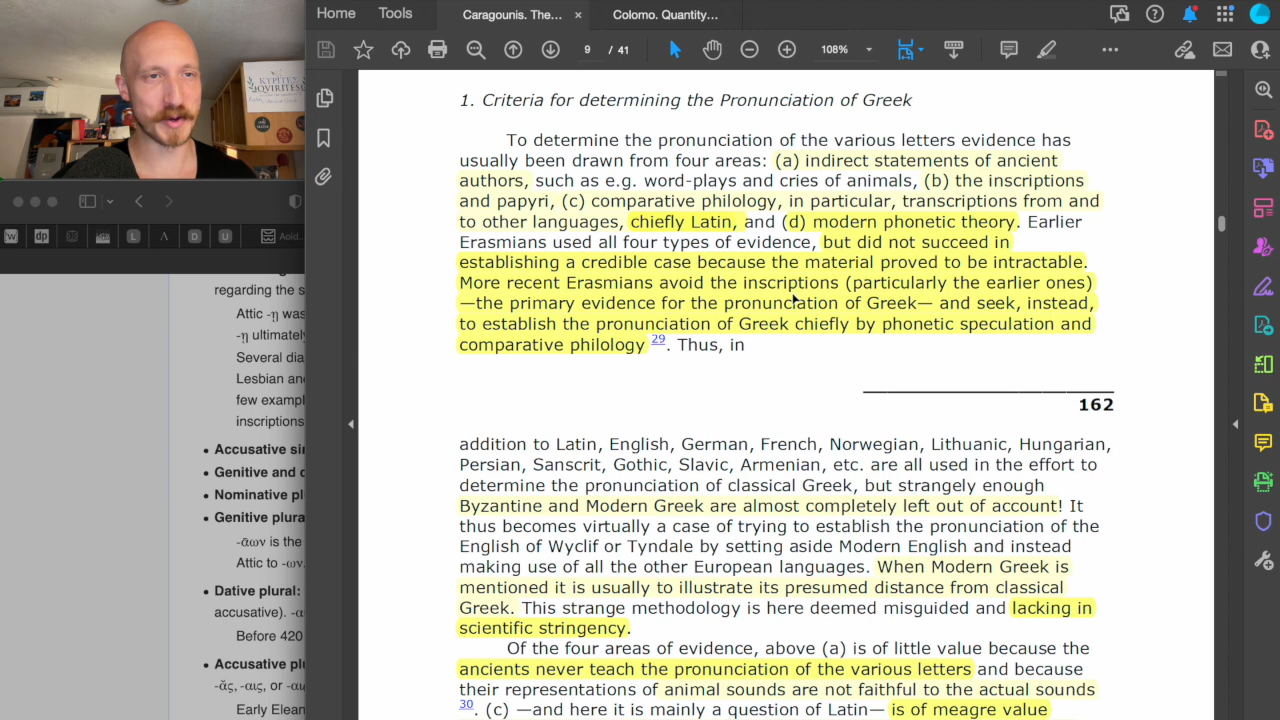 Home Tools Caragounis. The... × Colomo. Quantity...
9 / 41 108%
1. Criteria for determining the Pronunciation of Greek
To determine the pronunciation of the various letters evidence has
usually been drawn from four areas: (a) indirect statements of ancient
authors, such as e.g. word-plays and cries of animals, (b) the inscriptions
and papyri, (c) comparative philology, in particular, transcriptions from and
to other languages, chiefly Latin, and (d) modern phonetic theory. Earlier
Erasmians used all four types of evidence, but did not succeed in
establishing a credible case because the material proved to be intractable.
More recent Erasmians avoid the inscriptions (particularly the earlier ones)
—the primary evidence for the pronunciation of Greek— and seek, instead,
to establish the pronunciation of Greek chiefly by phonetic speculation and
comparative philology 29. Thus, in
162
addition to Latin, English, German, French, Norwegian, Lithuanic, Hungarian,
Persian, Sanscrit, Gothic, Slavic, Armenian, etc. are all used in the effort to
determine the pronunciation of classical Greek, but strangely enough
Byzantine and Modern Greek are almost completely left out of account! It
thus becomes virtually a case of trying to establish the pronunciation of the
English of Wyclif or Tyndale by setting aside Modern English and instead
making use of all the other European languages. When Modern Greek is
mentioned it is usually to illustrate its presumed distance from classical
Greek. This strange methodology is here deemed misguided and lacking in
scientific stringency.
Of the four areas of evidence, above (a) is of little value because the
ancients never teach the pronunciation of the various letters and because
their representations of animal sounds are not faithful to the actual sounds
30. (c) —and here it is mainly a question of Latin— is of meagre value
ΚΡΙΤΕΣ
QVIRITES
W dp L Λ D U Aoid...
regarding the s
Attic -η was
-η ultimately
Several dia
Lesbian and
few exampl
inscriptions
• Accusative sin
• Genitive and d
• Nominative pl
• Genitive plura
-ᾱων is the
Attic to -ων.
• Dative plural:
accusative). -α
Before 420
• Accusative plu
-ᾰς, -αις, or -αι
Early Elean